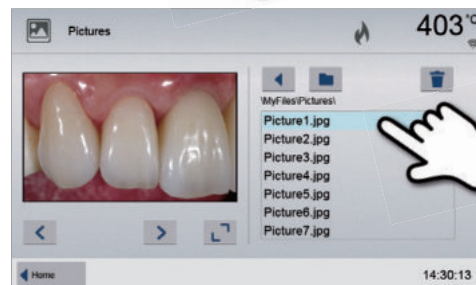 Pictures
403°C
\MyFiles\Pictures\
Picture1.jpg
Picture2.jpg
Picture3.jpg
Picture4.jpg
Picture5.jpg
Picture6.jpg
Picture7.jpg
Home
14:30:13